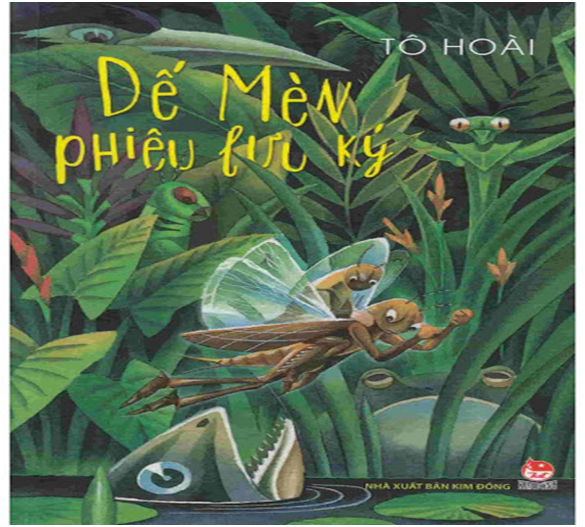 TÔ HOÀI
Dế Mèn
phiêu lưu ký
NHÀ XUẤT BẢN KIM ĐỒNG